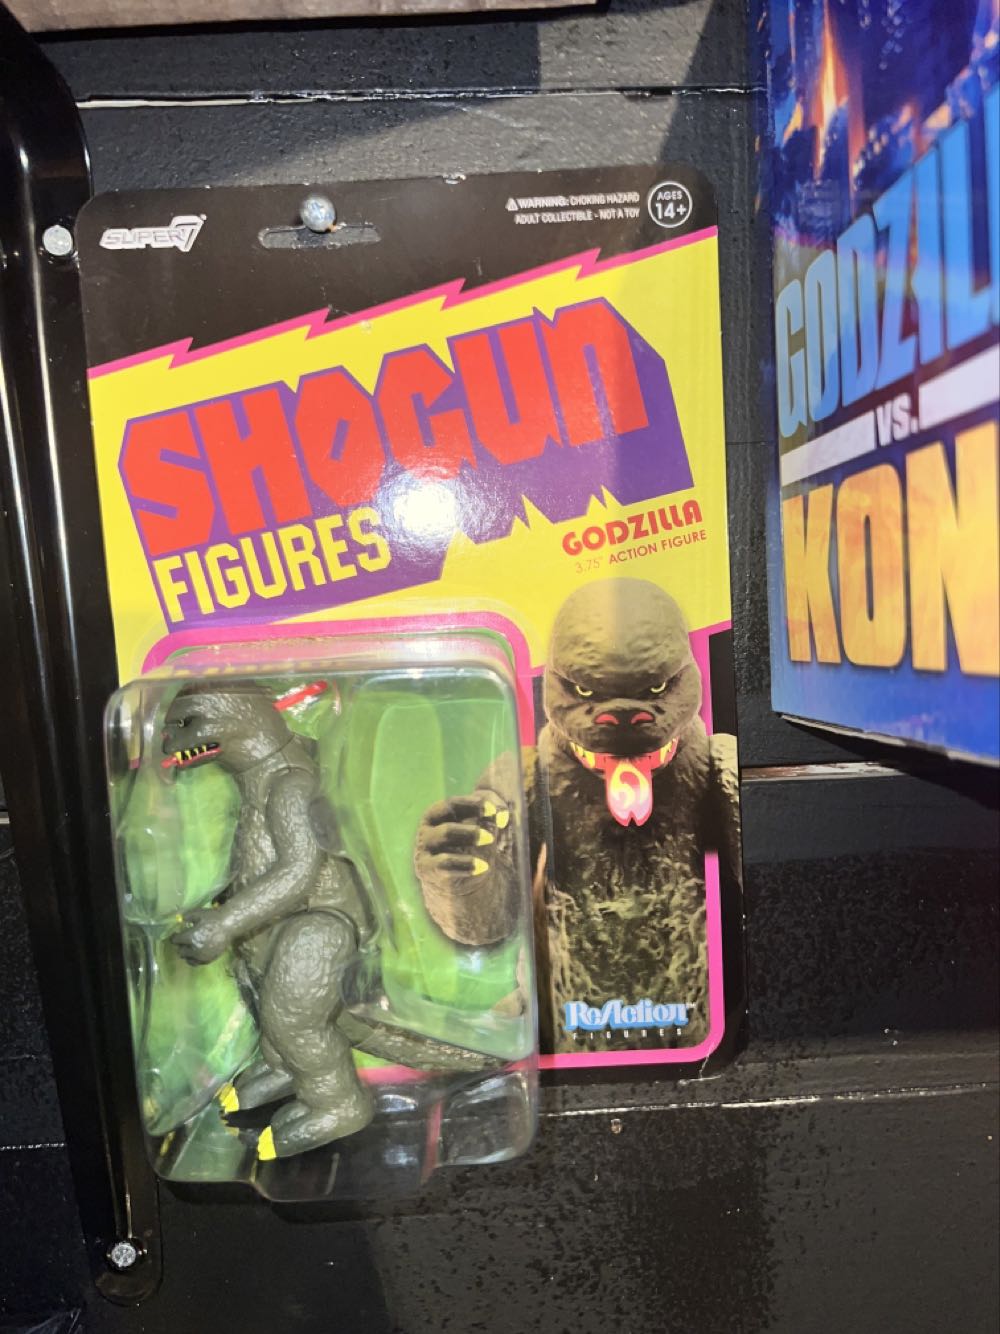 SUPER7
WARNING: CHOKING HAZARD
ADULT COLLECTIBLE - NOT A TOY
AGES
14+
SHOGUN
FIGURES
GODZILLA
3.75" ACTION FIGURE
ReAction
FIGURES
GODZIL
VS.
KON